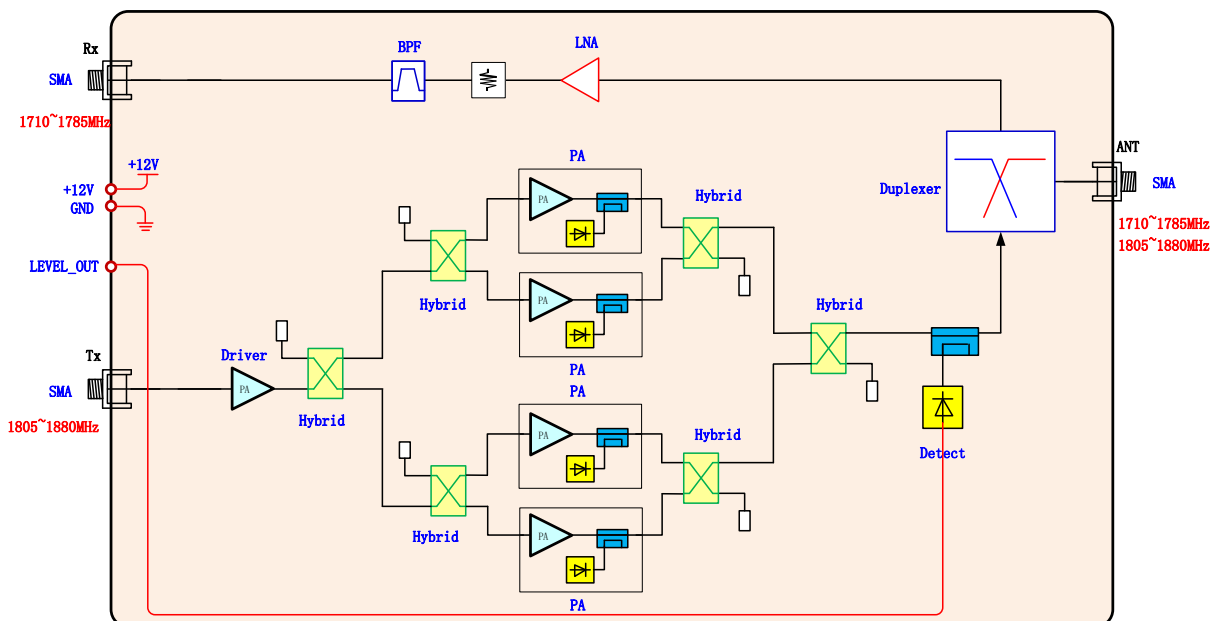 Rx
BPF
LNA
SMA
1710~1785MHz
ANT
+12V
PA
Duplexer
SMA
+12V
GND
PA
Hybrid
1710~1785MHz
1805~1880MHz
LEVEL_OUT
Hybrid
PA
Hybrid
Tx
Driver
PA
SMA
PA
PA
Hybrid
1805~1880MHz
PA
Hybrid
Detect
Hybrid
PA
PA